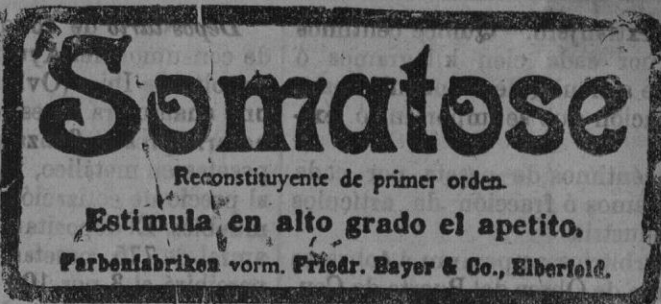 Somatose
Reconstituyente de primer orden.
Estimula en alto grado el apetito.
Farbenfabriken vorm. Friedr. Bayer & Co., Elberfeld.